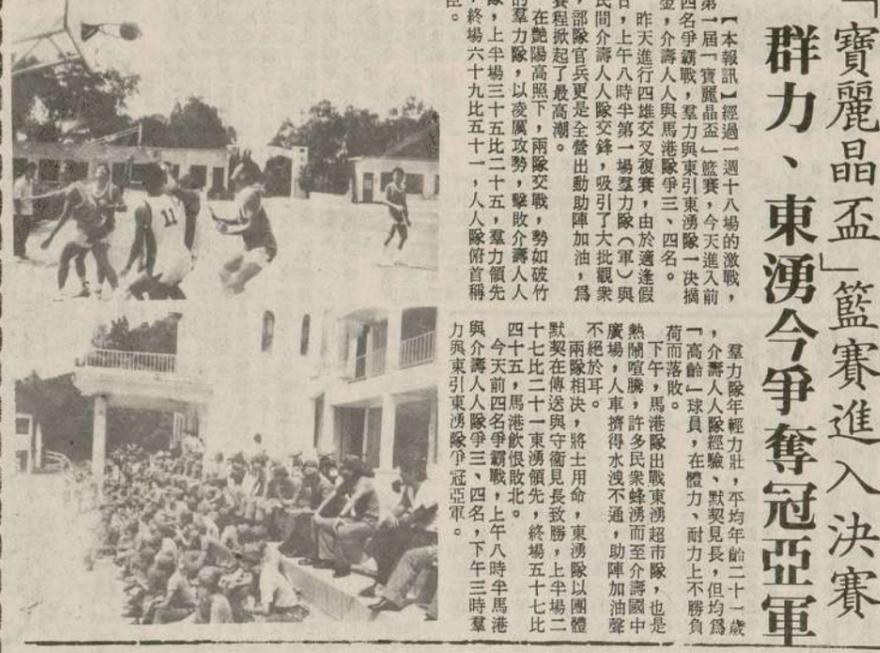 「寶麗晶盃」籃賽進入決賽
群力、東湧今爭奪冠亞軍
【本報訊】經過一週十八場的激戰，
第一屆「寶麗晶盃」籃賽，今天進入前
四名爭霸戰，羣力與東引東湧隊一决摘
金，介壽人人與馬港隊爭三、四名。
昨天進行四雄交叉複賽，由於適逢假
日，上午八時半第一場羣力隊（軍）與
民間介壽人人隊交鋒，吸引了大批觀衆
，部隊官兵更是全營出動助陣加油，爲
賽程掀起了最高潮。
在艷陽高照下，兩隊交戰，勢如破竹
的羣力隊，以凌厲攻勢，擊敗介壽人人
隊，上半場三十五比二十五，羣力領先
，終場六十九比五十一，人人隊俯首稱
臣。
羣力隊年輕力壯，平均年齡二十一歲
，介壽人人隊經驗、默契見長，但均爲
「高齡」球員，在體力、耐力上不勝負
荷而落敗。
下午，馬港隊出戰東湧超市隊，也是
熱鬧喧騰，許多民衆蜂湧而至介壽國中
廣場，人車擠得水洩不通，助陣加油聲
不絕於耳。
兩隊相决，將士用命，東湧隊以團體
默契在傳送與守衞見長致勝，上半場二
十七比二十一東湧領先，終場五十七比
四十五，馬港飲恨敗北。
今天前四名爭霸戰，上午八時半馬港
與介壽人人隊爭三、四名，下午三時羣
力與東引東湧隊爭冠亞軍。
11